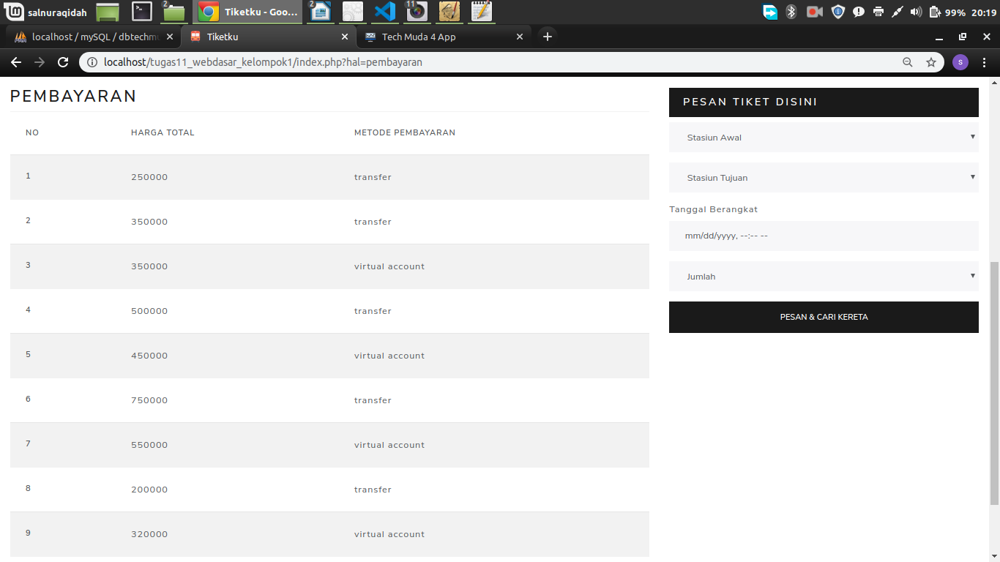 salnuraqidah
2
Tiketku - Goo...
2
11
99% 20:19
localhost / mySQL / dbtechmu
Tiketku
Tech Muda 4 App
localhost/tugas11_webdasar_kelompok1/index.php?hal=pembayaran
S
PEMBAYARAN
NO HARGA TOTAL METODE PEMBAYARAN
1 250000 transfer
2 350000 transfer
3 350000 virtual account
4 500000 transfer
5 450000 virtual account
6 750000 transfer
7 550000 virtual account
8 200000 transfer
9 320000 virtual account
PESAN TIKET DISINI
Stasiun Awal
Stasiun Tujuan
Tanggal Berangkat
mm/dd/yyyy, --:-- --
Jumlah
PESAN & CARI KERETA